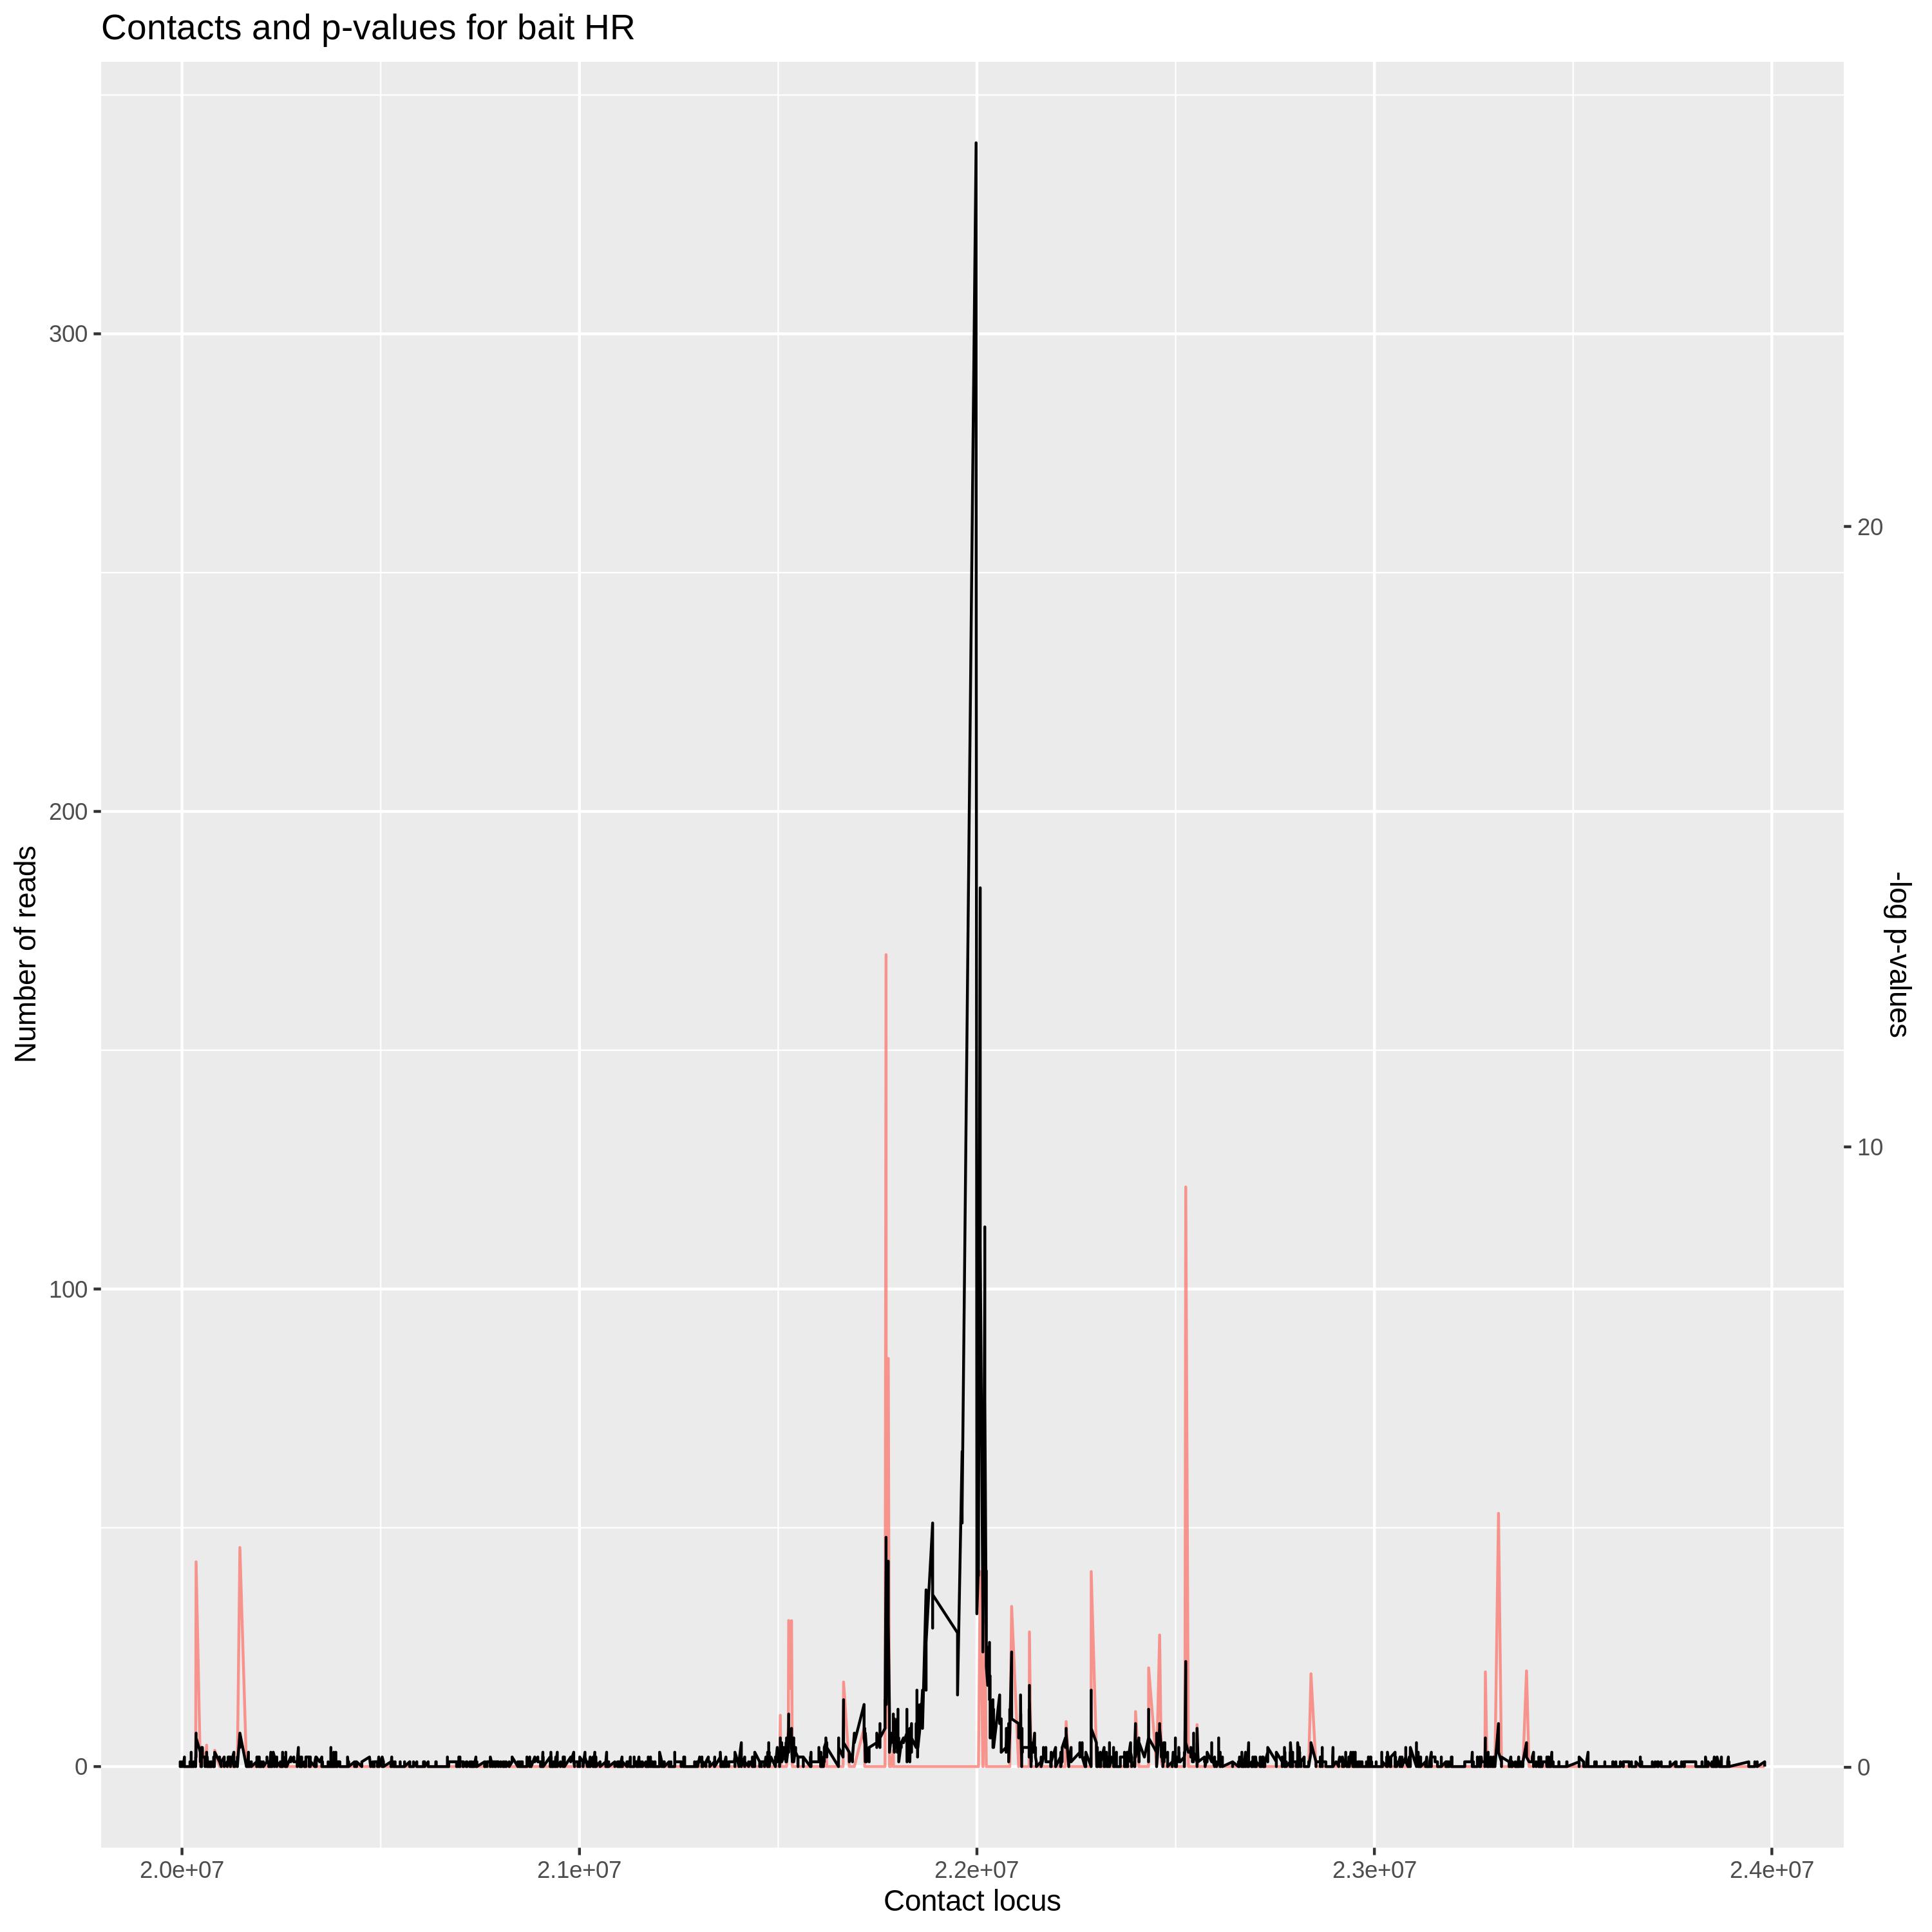 Contacts and p-values for bait HR
300
200
100
0
Number of reads
20
10
0
-log p-values
2.0e+07
2.1e+07
2.2e+07
2.3e+07
2.4e+07
Contact locus